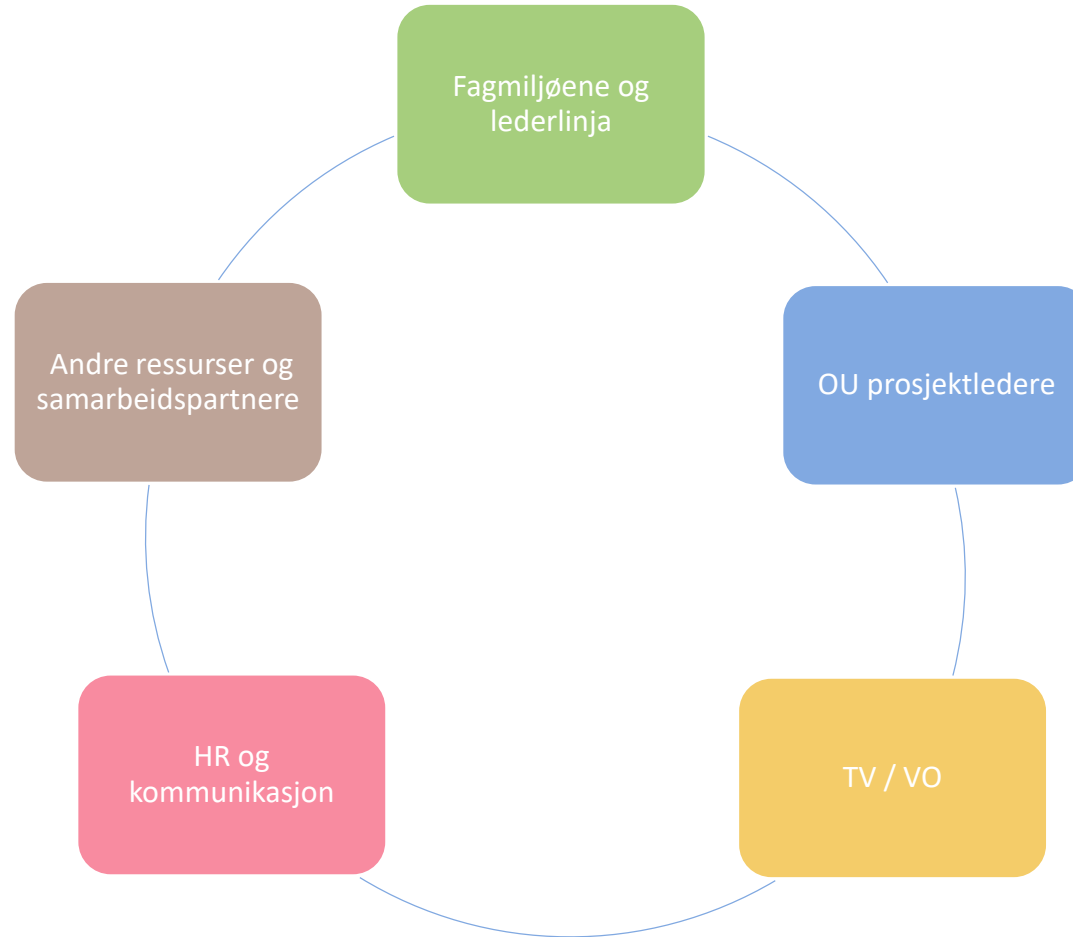 Fagmiljøene og
lederlinja
OU prosjektledere
TV / VO
HR og
kommunikasjon
Andre ressurser og
samarbeidspartnere